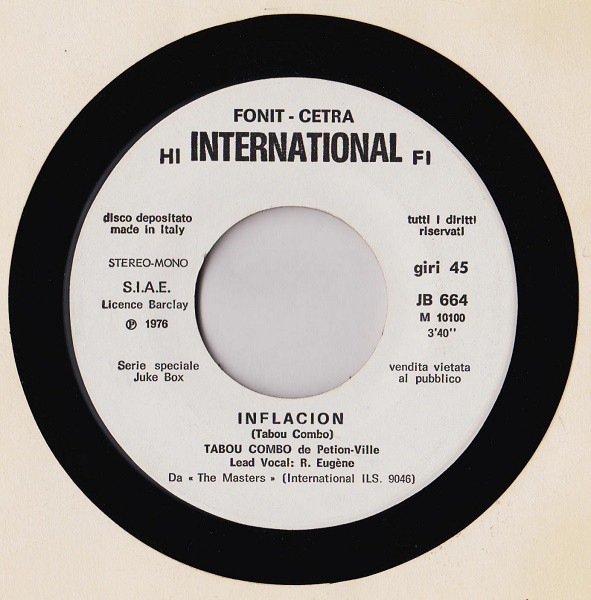 FONIT - CETRA
HI INTERNATIONAL FI
disco depositato
made in Italy
tutti i diritti
riservati
STEREO-MONO
giri 45
S.I.A.E.
Licence Barclay
℗ 1976
JB 664
M 10100
3'40"
Serie speciale
Juke Box
vendita vietata
al pubblico
INFLACION
(Tabou Combo)
TABOU COMBO de Petion-Ville
Lead Vocal: R. Eugène
Da « The Masters » (International ILS. 9046)